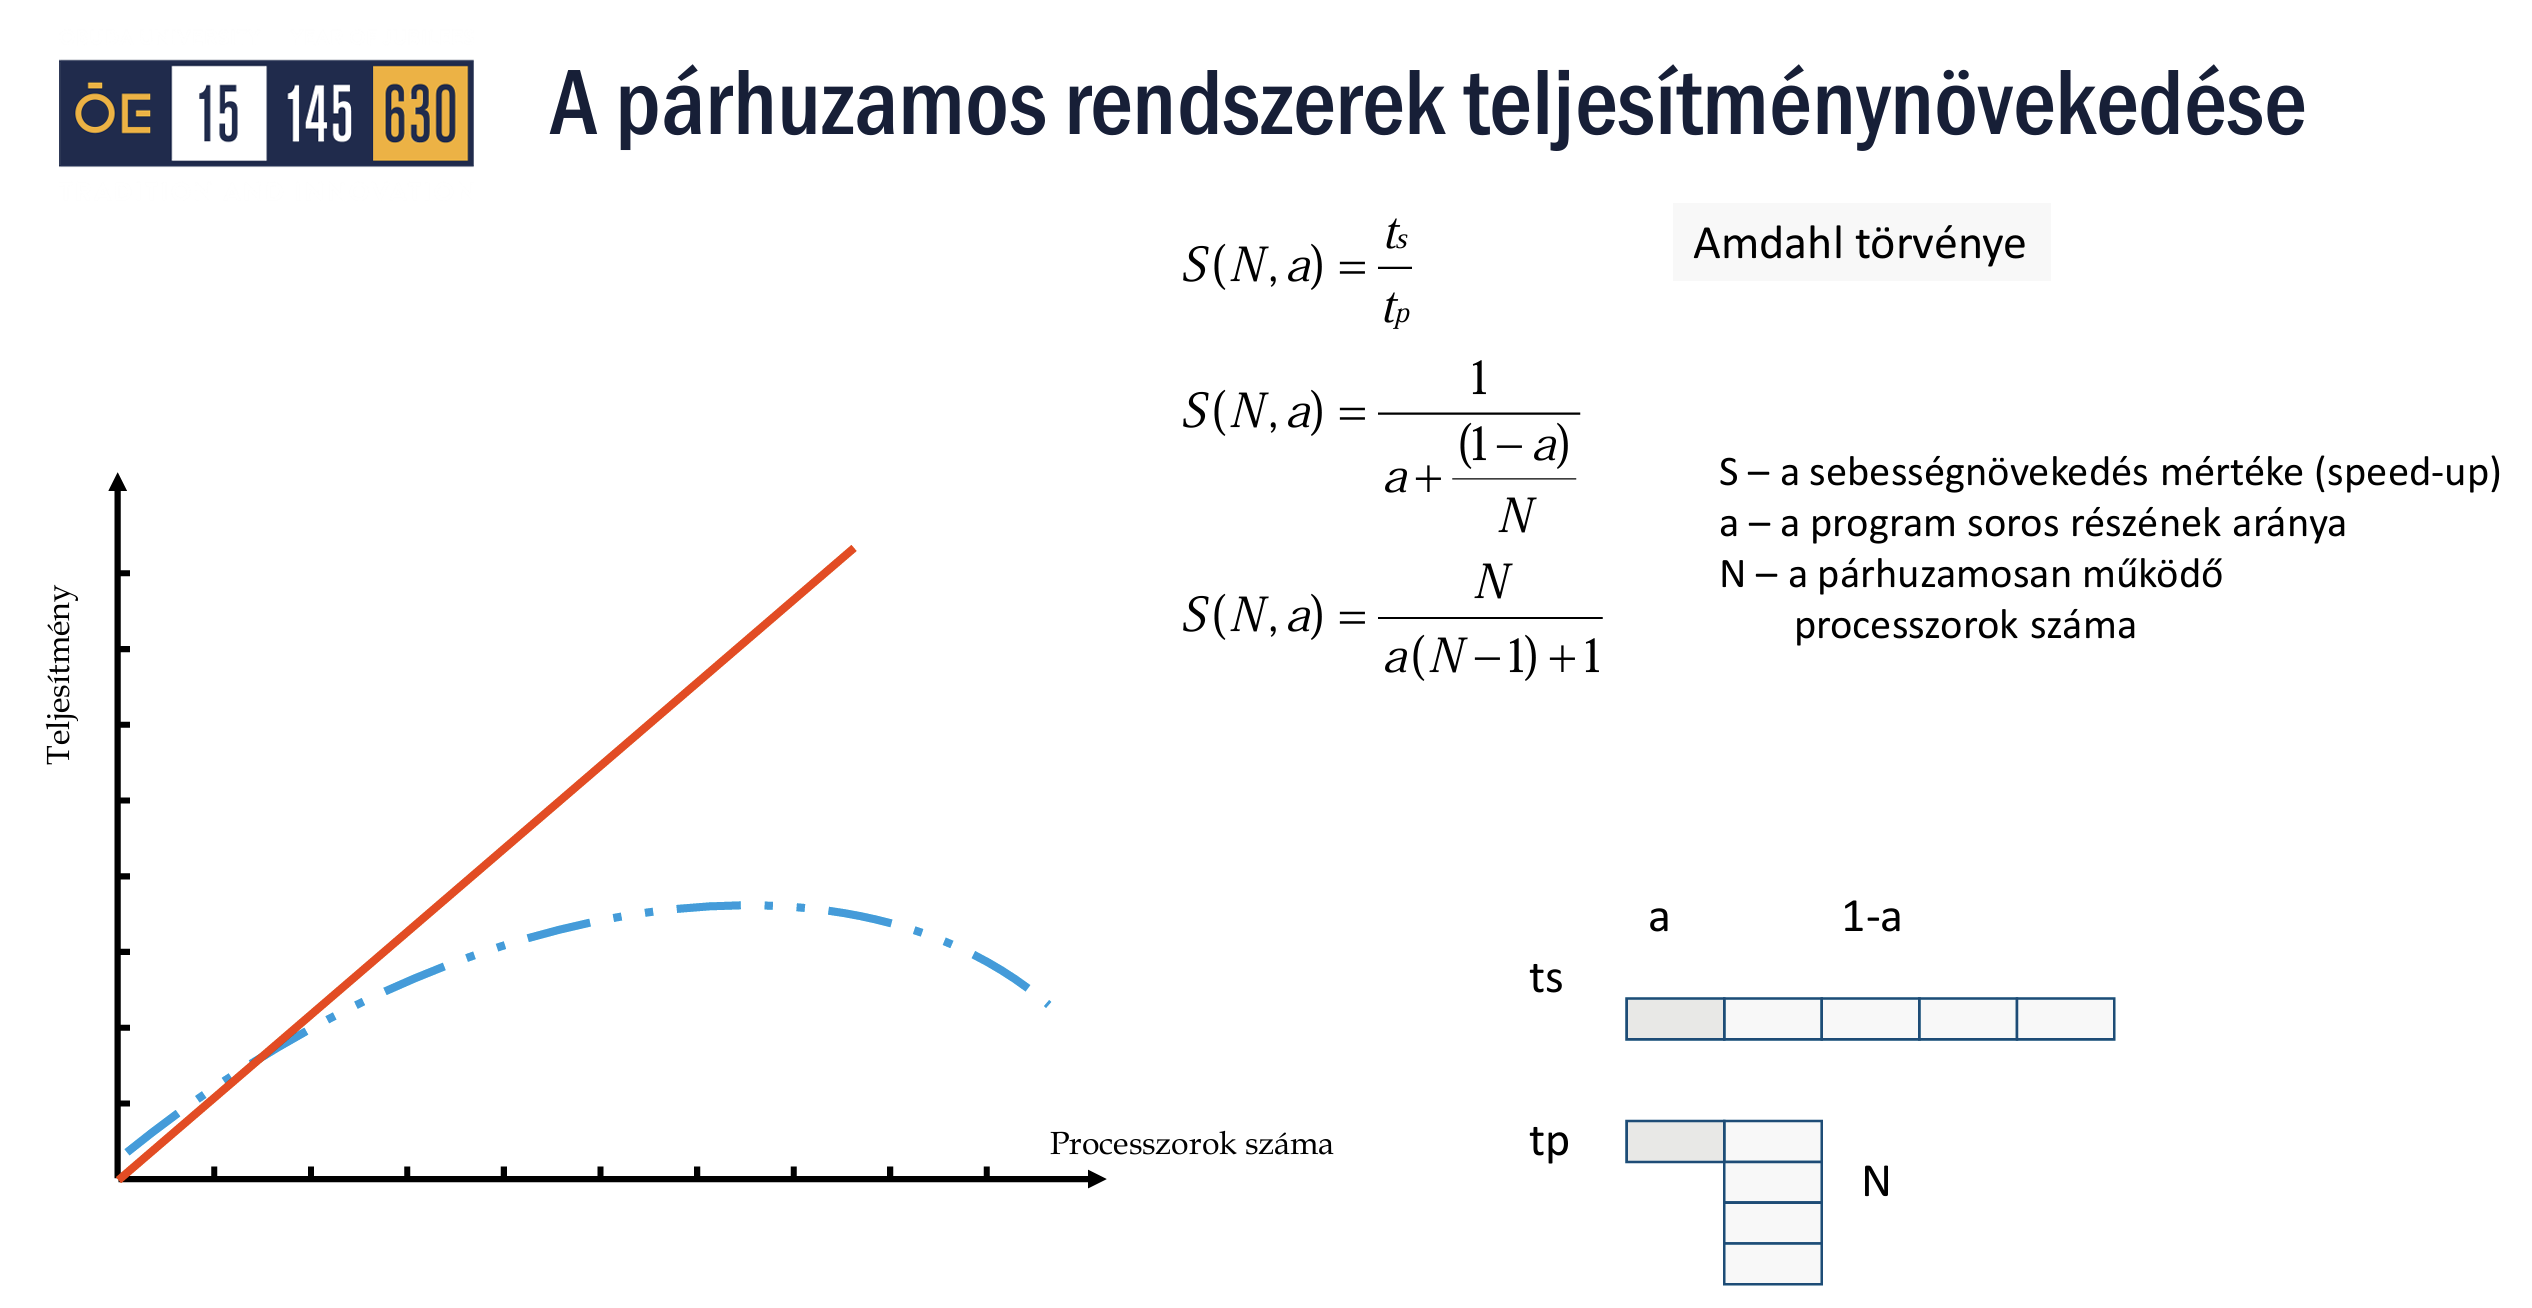 ŌE 15 145 630
A párhuzamos rendszerek teljesítménynövekedése
Amdahl törvénye
S(N, a) = ts / tp
S(N, a) = 1 / (a + (1 − a) / N)
S(N, a) = N / (a(N − 1) + 1)
S – a sebességnövekedés mértéke (speed-up)
a – a program soros részének aránya
N – a párhuzamosan működő
processzorok száma
Teljesítmény
Processzorok száma
a 1-a
ts
tp
N